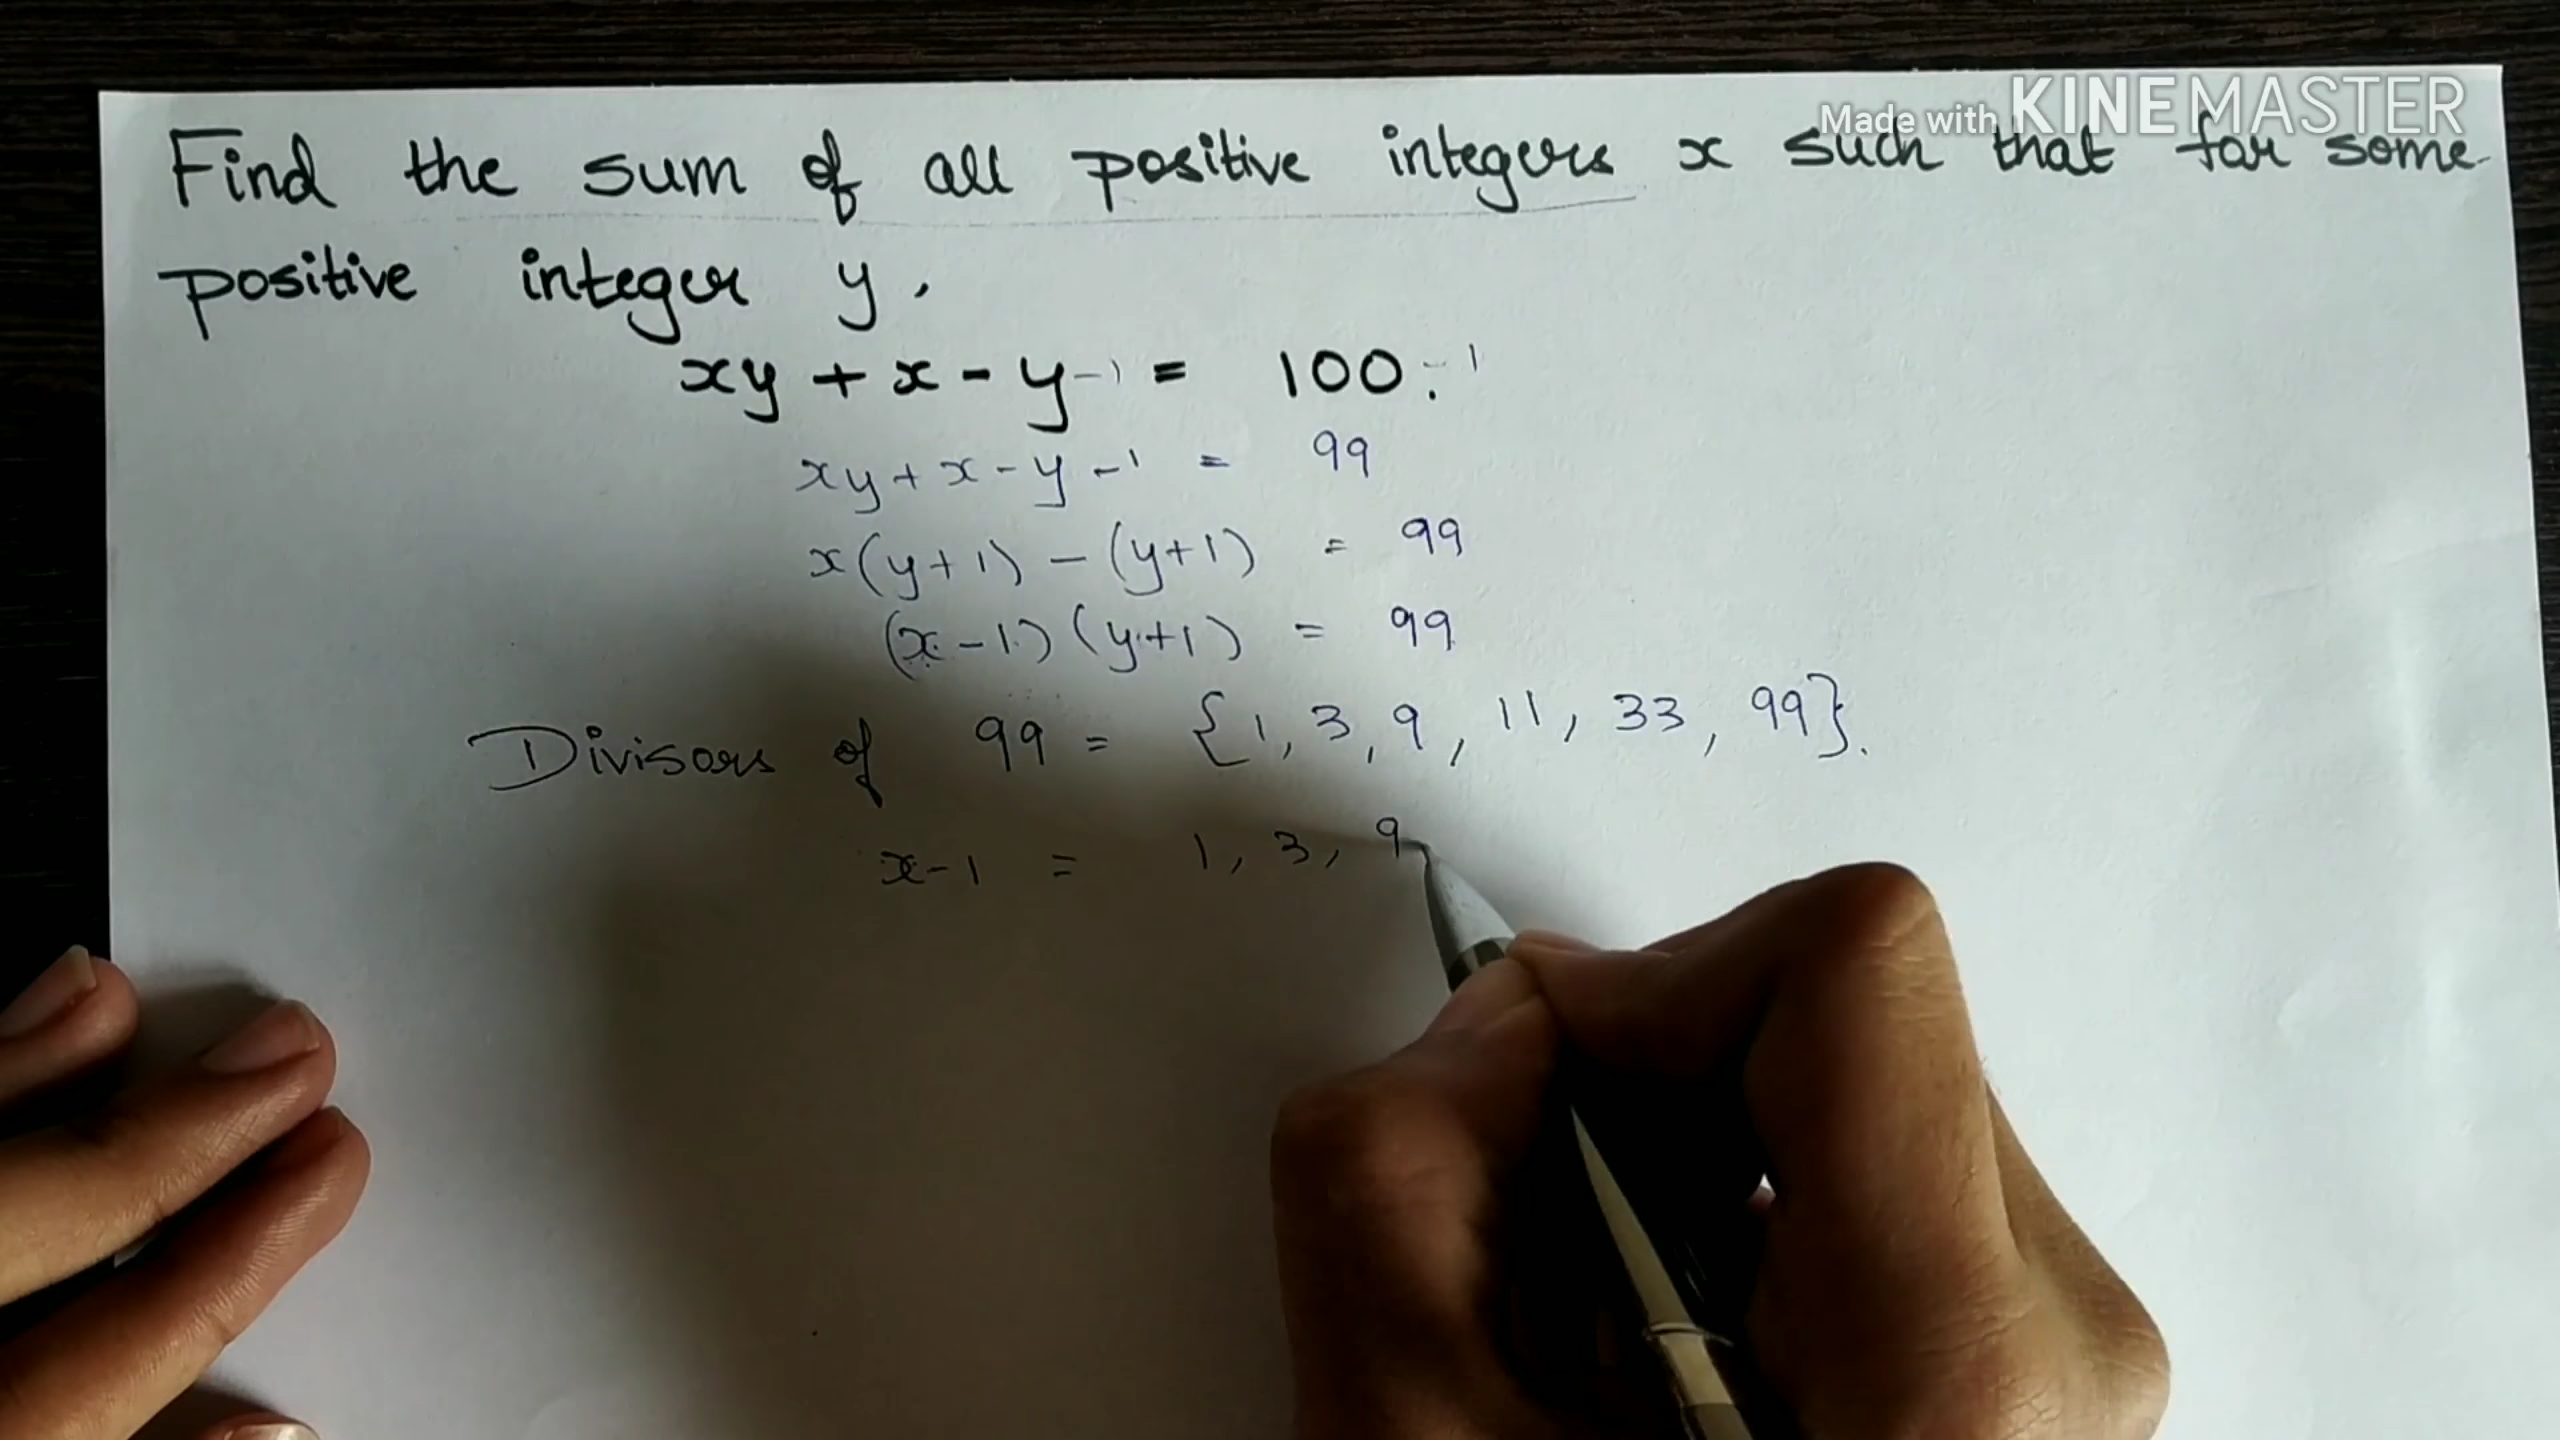 Made with KINEMASTER
Find the sum of all positive integers x such that for some
positive integer y.
xy + x - y - 1 = 100. - 1
xy + x - y - 1 = 99
x(y+1) - (y+1) = 99
(x-1)(y+1) = 99
Divisors of 99 = {1, 3, 9, 11, 33, 99}.
x-1 = 1, 3, 9